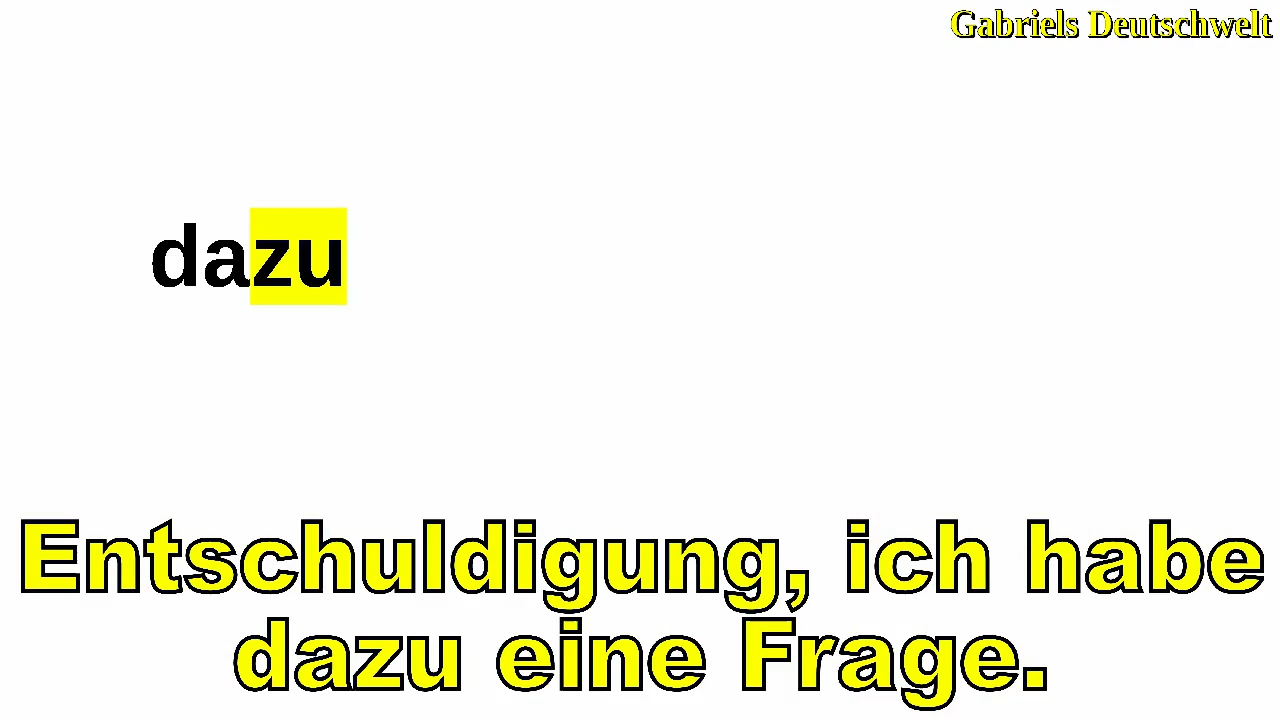 Gabriels Deutschwelt
dazu
Entschuldigung, ich habe
dazu eine Frage.